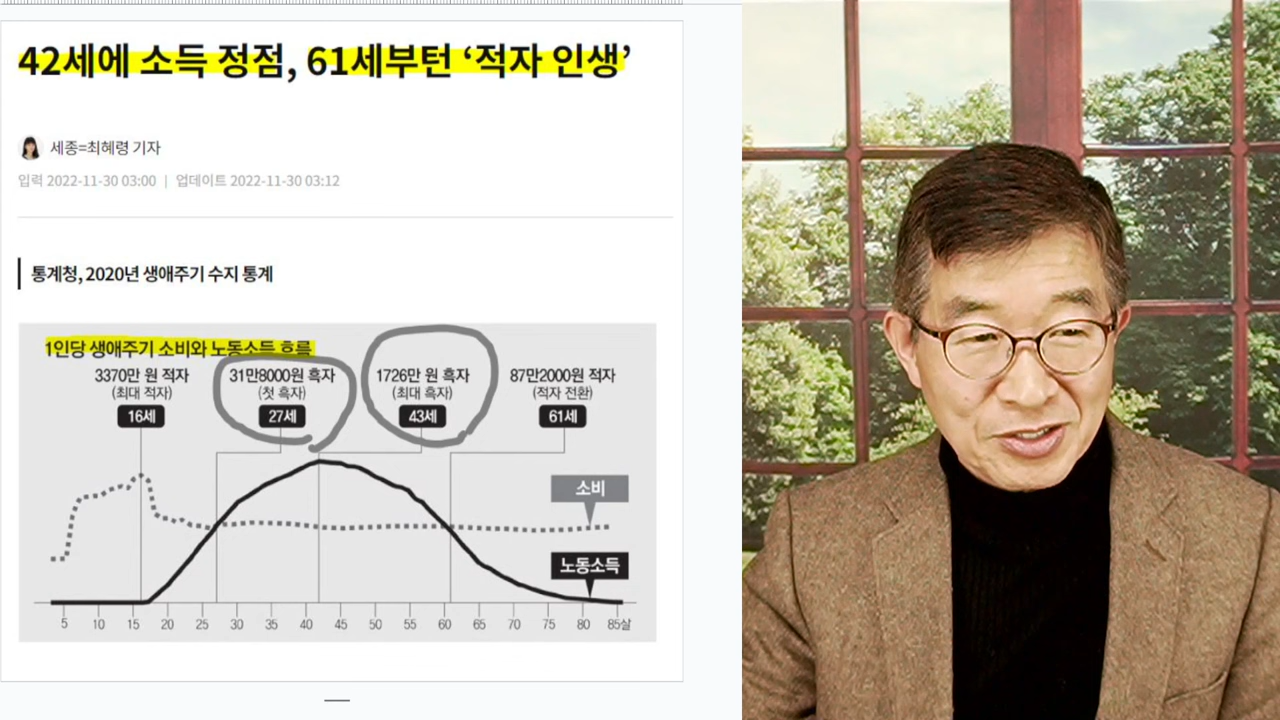 42세에 소득 정점, 61세부턴 ‘적자 인생’
세종=최혜령 기자
입력 2022-11-30 03:00 | 업데이트 2022-11-30 03:12
통계청, 2020년 생애주기 수지 통계
1인당 생애주기 소비와 노동소득 흐름
3370만 원 적자 31만8000원 흑자 1726만 원 흑자 87만2000원 적자
(최대 적자) (첫 흑자) (최대 흑자) (적자 전환)
16세 27세 43세 61세
소비
노동소득
5 10 15 20 25 30 35 40 45 50 55 60 65 70 75 80 85살